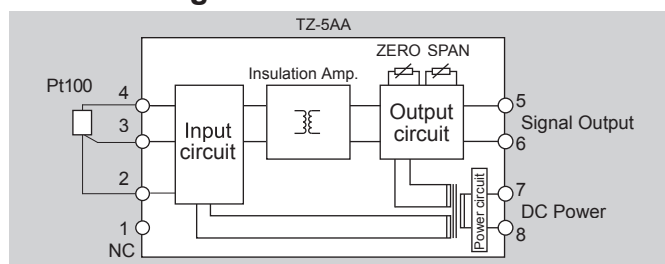 TZ-5AA
ZERO SPAN
Pt100
Insulation Amp.
4
3
2
1
NC
Input
circuit
Output
circuit
5
Signal Output
6
Power circuit
7
DC Power
8